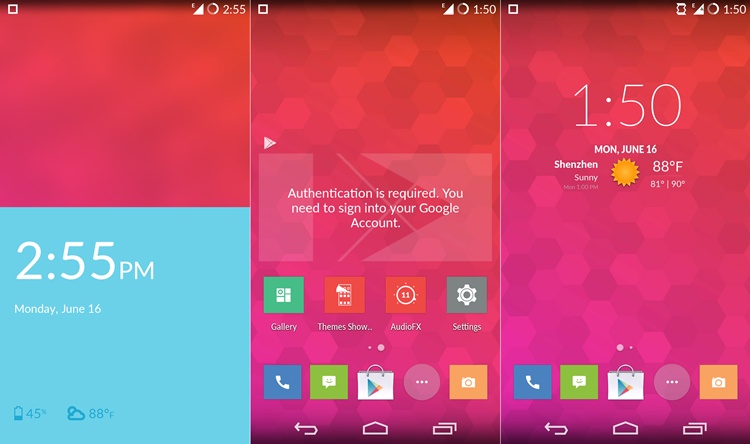 E 2:55
2:55PM
Monday, June 16
45%
88°F
E 1:50
Authentication is required. You
need to sign into your Google
Account.
Gallery
Themes Show..
11
AudioFX
Settings
E 1:50
1:50
MON, JUNE 16
Shenzhen
Sunny
Mon 1:00 PM
88°F
81° | 90°